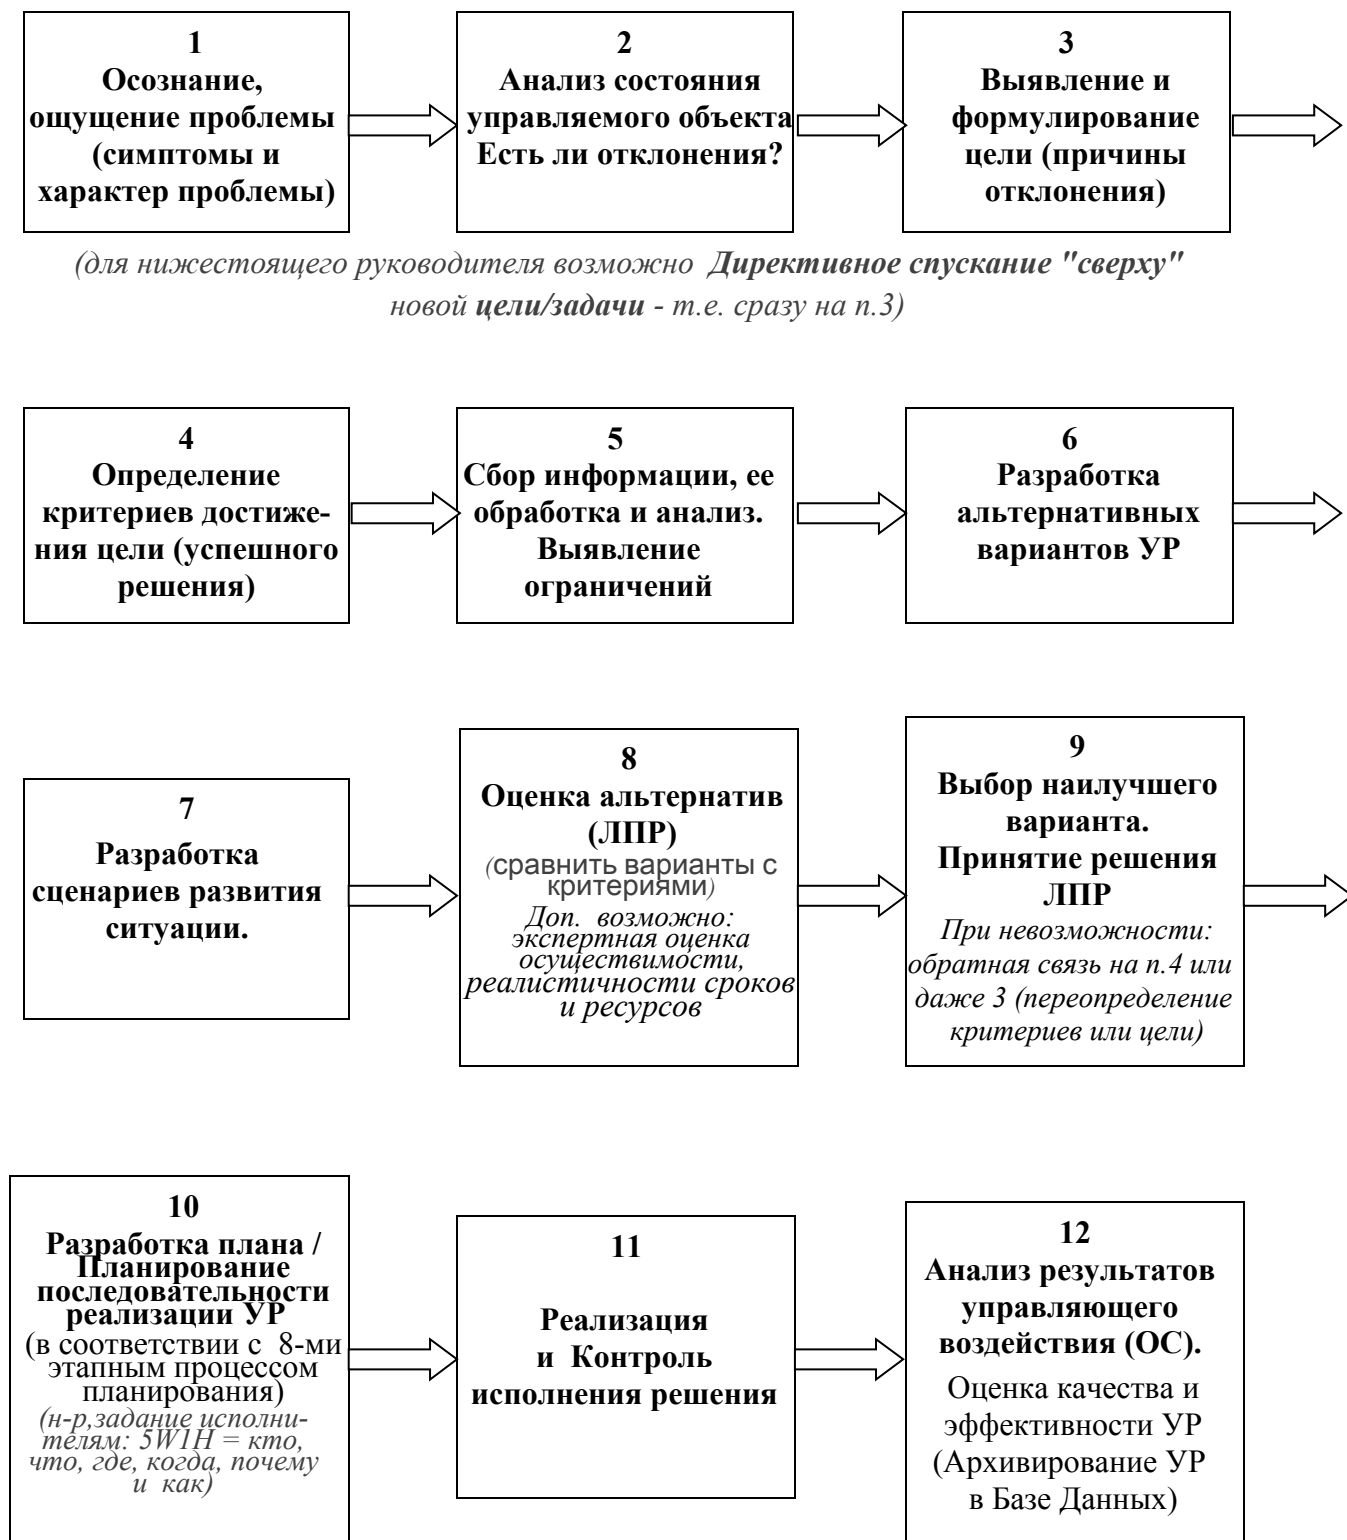 1
Осознание,
ощущение проблемы
(симптомы и
характер проблемы)
2
Анализ состояния
управляемого объекта
Есть ли отклонения?
3
Выявление и
формулирование
цели (причины
отклонения)
(для нижестоящего руководителя возможно Директивное спускание "сверху"
новой цели/задачи - т.е. сразу на п.3)
4
Определение
критериев достиже-
ния цели (успешного
решения)
5
Сбор информации, ее
обработка и анализ.
Выявление
ограничений
6
Разработка
альтернативных
вариантов УР
7
Разработка
сценариев развития
ситуации.
8
Оценка альтернатив
(ЛПР)
(сравнить варианты с
критериями)
Доп. возможно:
экспертная оценка
осуществимости,
реалистичности сроков
и ресурсов
9
Выбор наилучшего
варианта.
Принятие решения
ЛПР
При невозможности:
обратная связь на п.4 или
даже 3 (переопределение
критериев или цели)
10
Разработка плана /
Планирование
последовательности
реализации УР
(в соответствии с 8-ми
этапным процессом
планирования)
(н-р,задание исполни-
телям: 5W1H = кто,
что, где, когда, почему
и как)
11
Реализация
и Контроль
исполнения решения
12
Анализ результатов
управляющего
воздействия (ОС).
Оценка качества и
эффективности УР
(Архивирование УР
в Базе Данных)